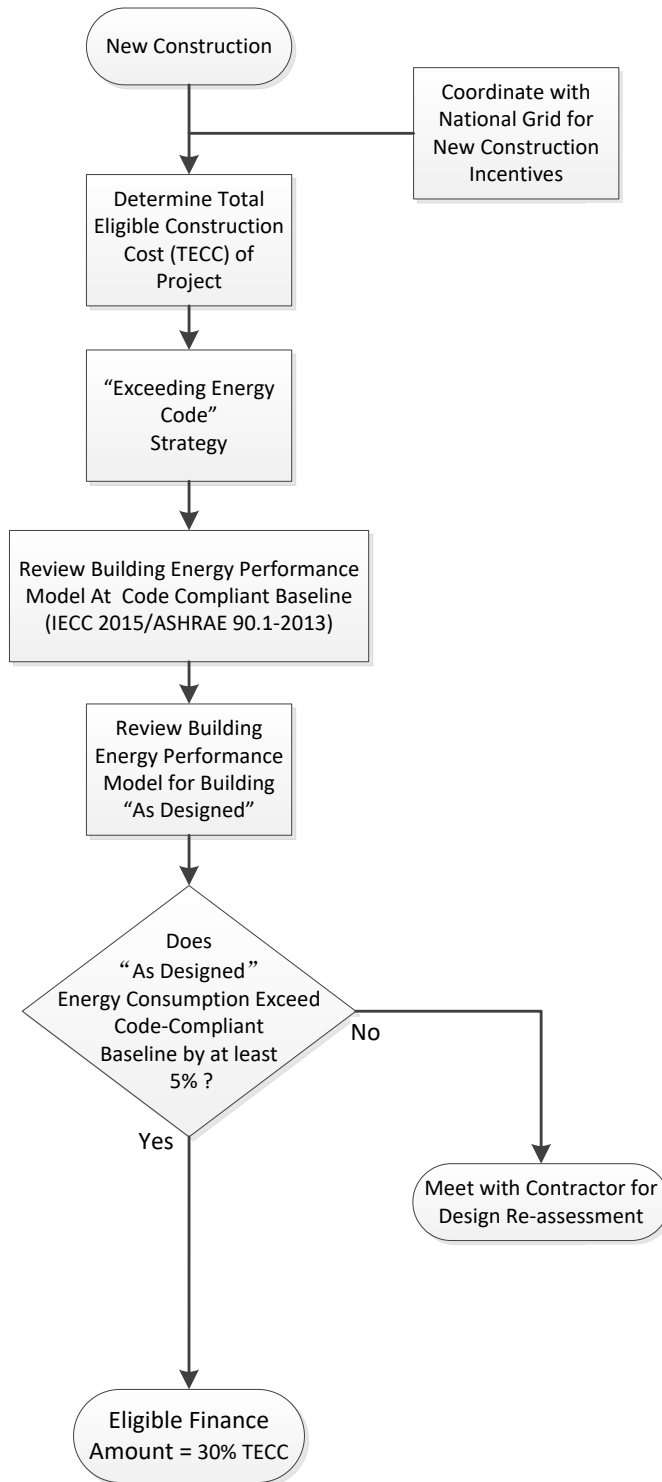 New Construction
Coordinate with
National Grid for
New Construction
Incentives
Determine Total
Eligible Construction
Cost (TECC) of
Project
“Exceeding Energy
Code”
Strategy
Review Building Energy Performance
Model At Code Compliant Baseline
(IECC 2015/ASHRAE 90.1-2013)
Review Building
Energy Performance
Model for Building
“As Designed”
Does
“As Designed”
Energy Consumption Exceed
Code-Compliant
Baseline by at least
5% ?
No
Yes
Meet with Contractor for
Design Re-assessment
Eligible Finance
Amount = 30% TECC